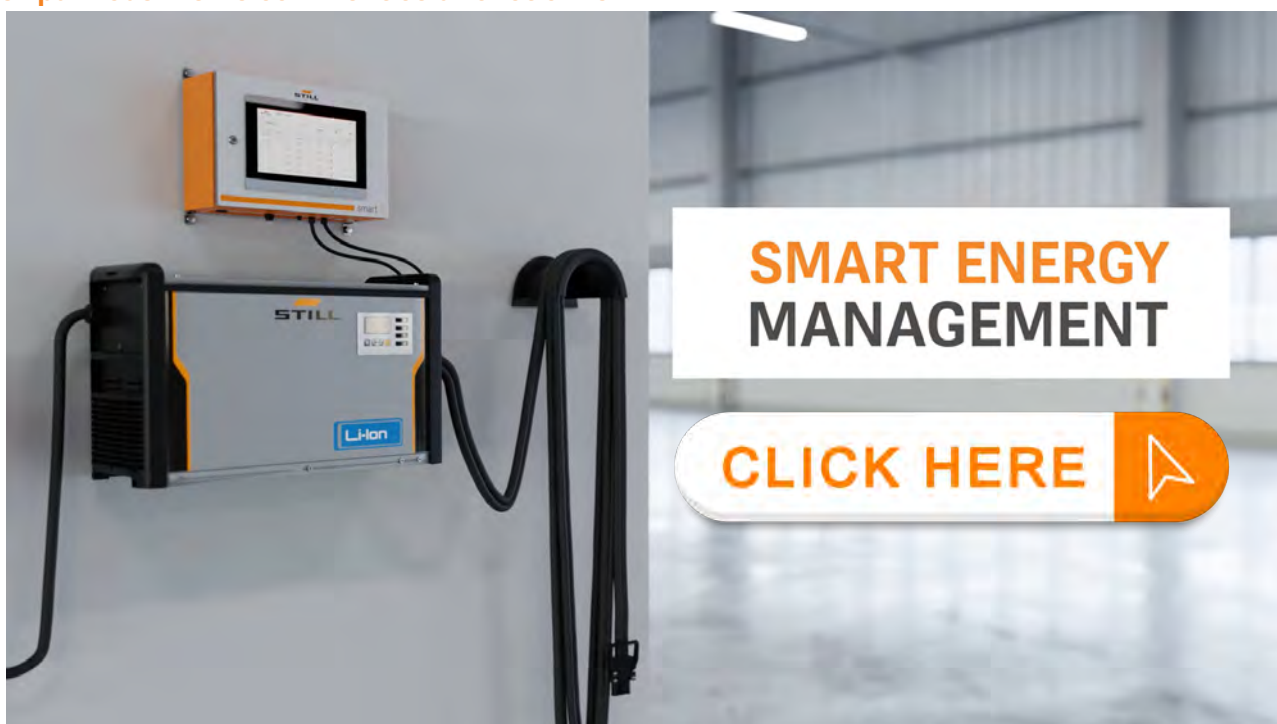 STILL
smart
STILL
Li-Ion
SMART ENERGY
MANAGEMENT
CLICK HERE